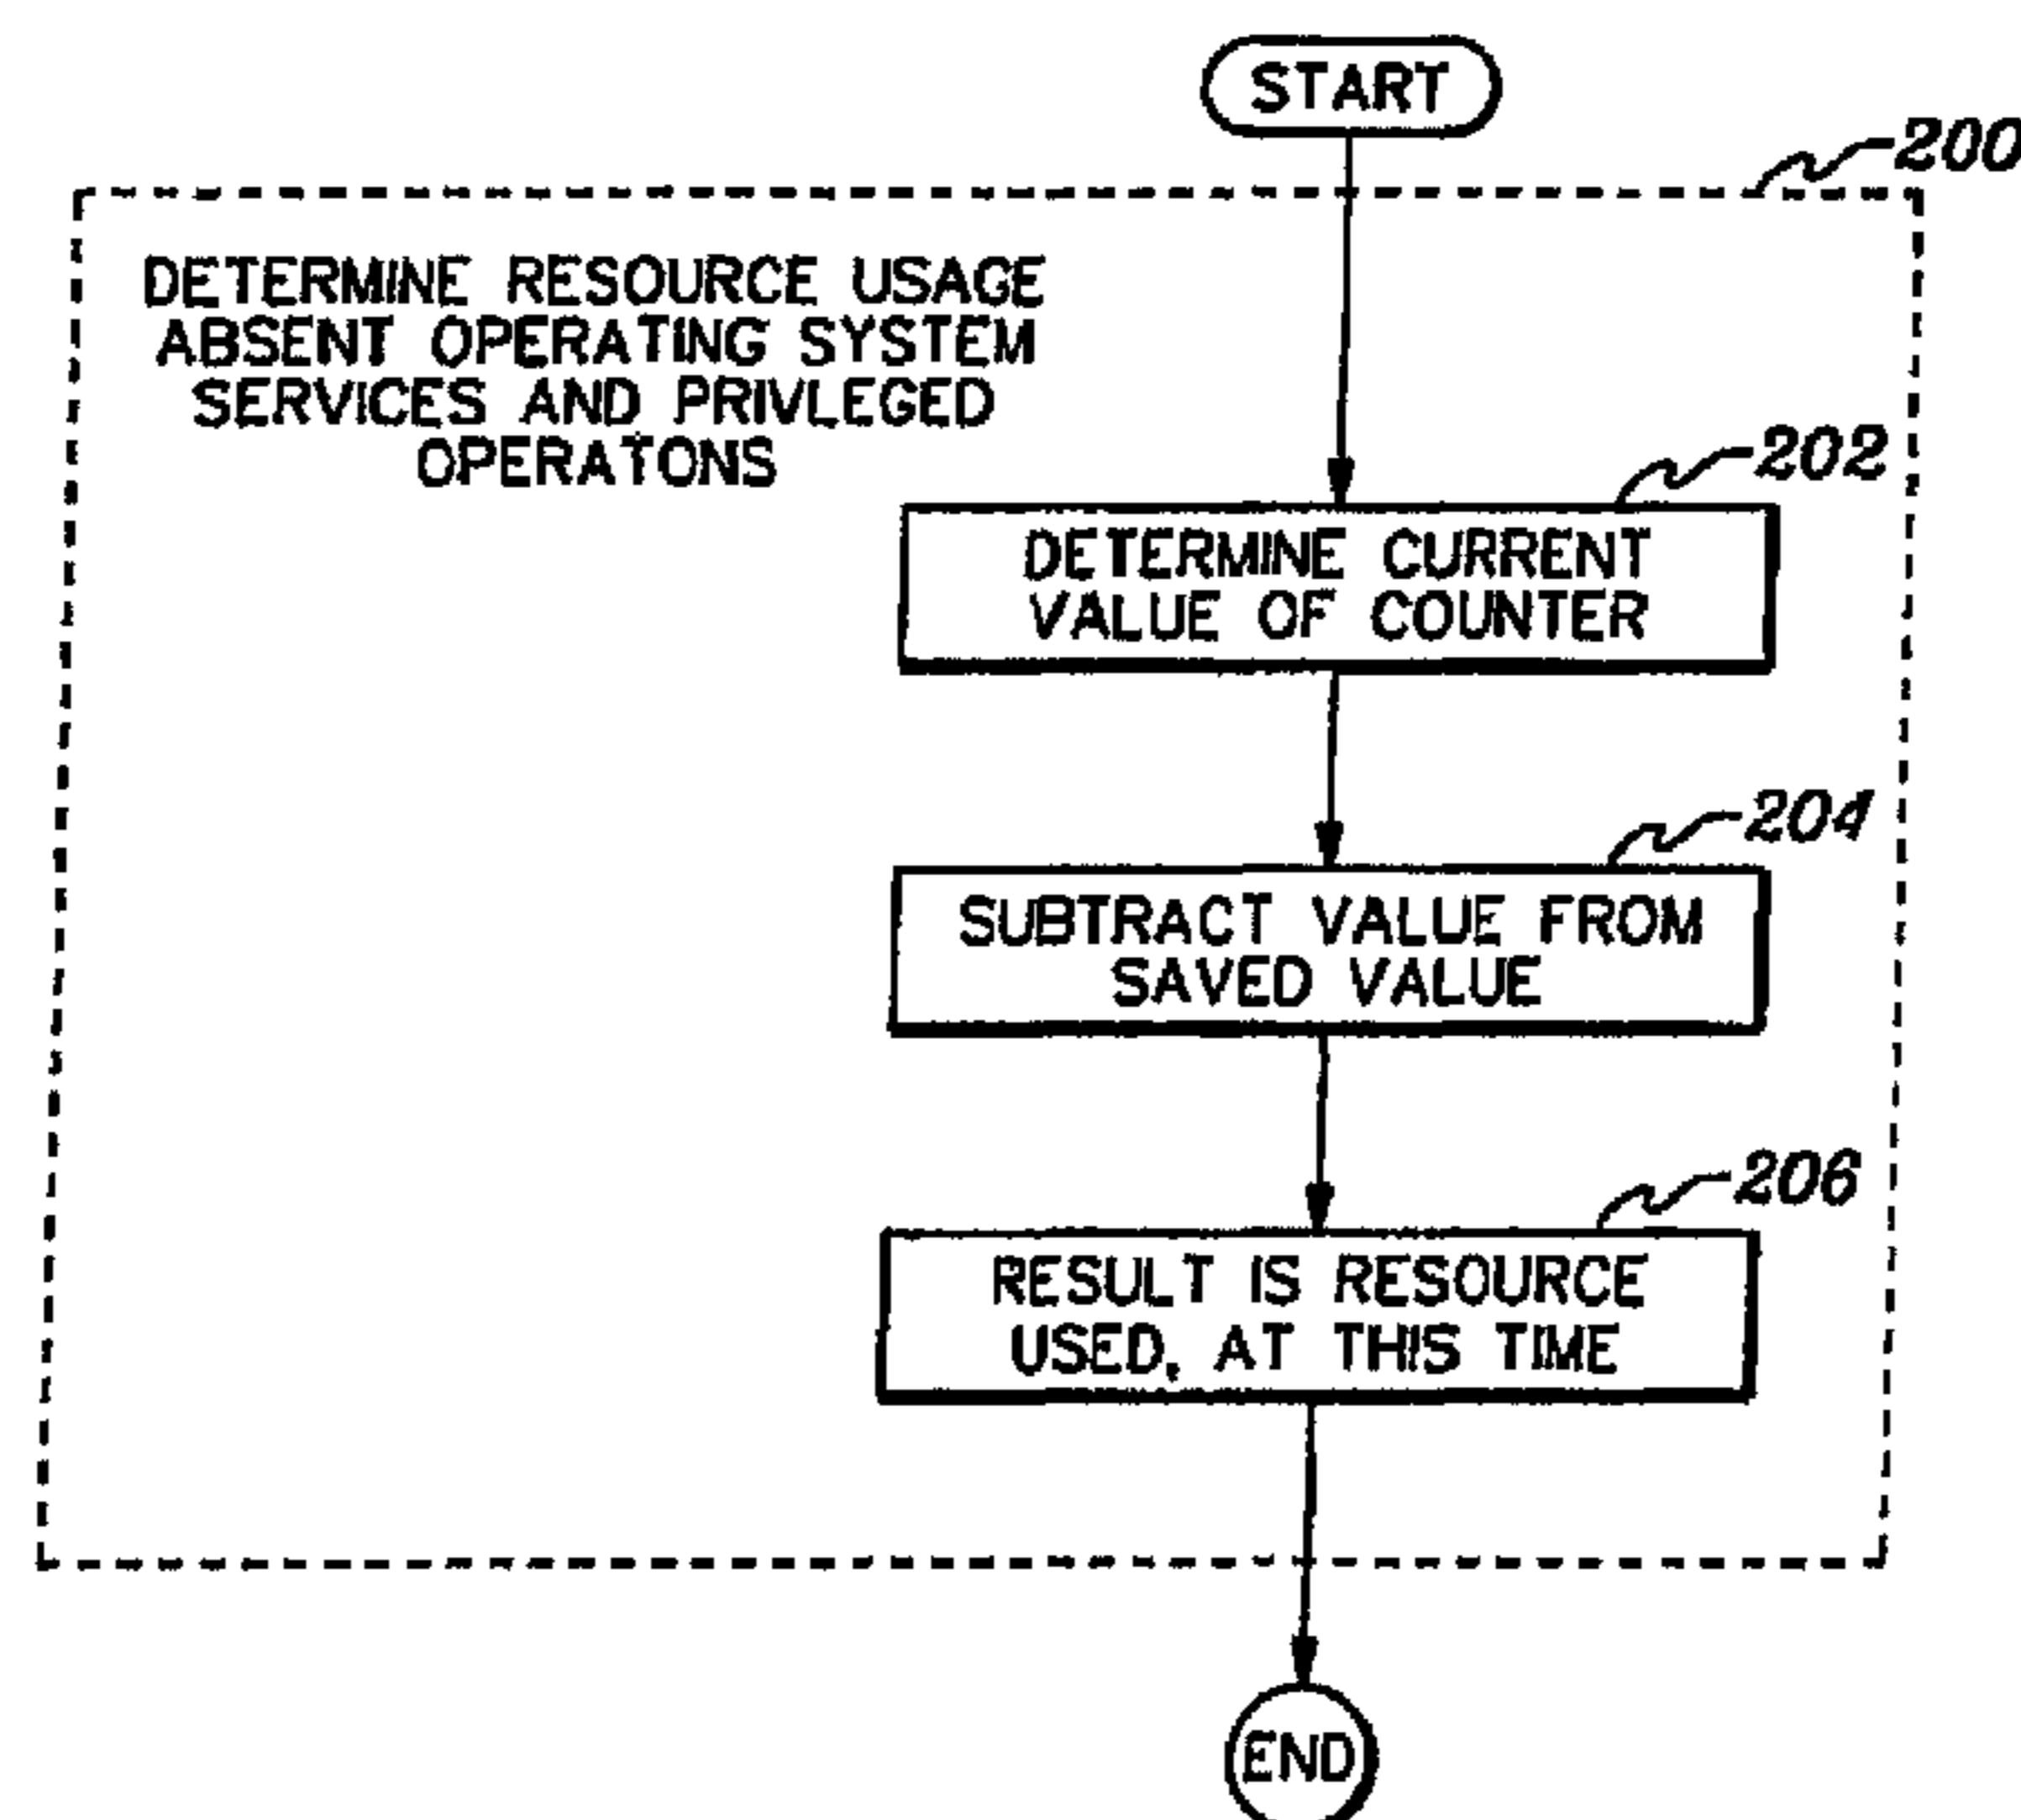 START
200
DETERMINE RESOURCE USAGE
ABSENT OPERATING SYSTEM
SERVICES AND PRIVLEGED
OPERATONS
202
DETERMINE CURRENT
VALUE OF COUNTER
204
SUBTRACT VALUE FROM
SAVED VALUE
206
RESULT IS RESOURCE
USED, AT THIS TIME
END